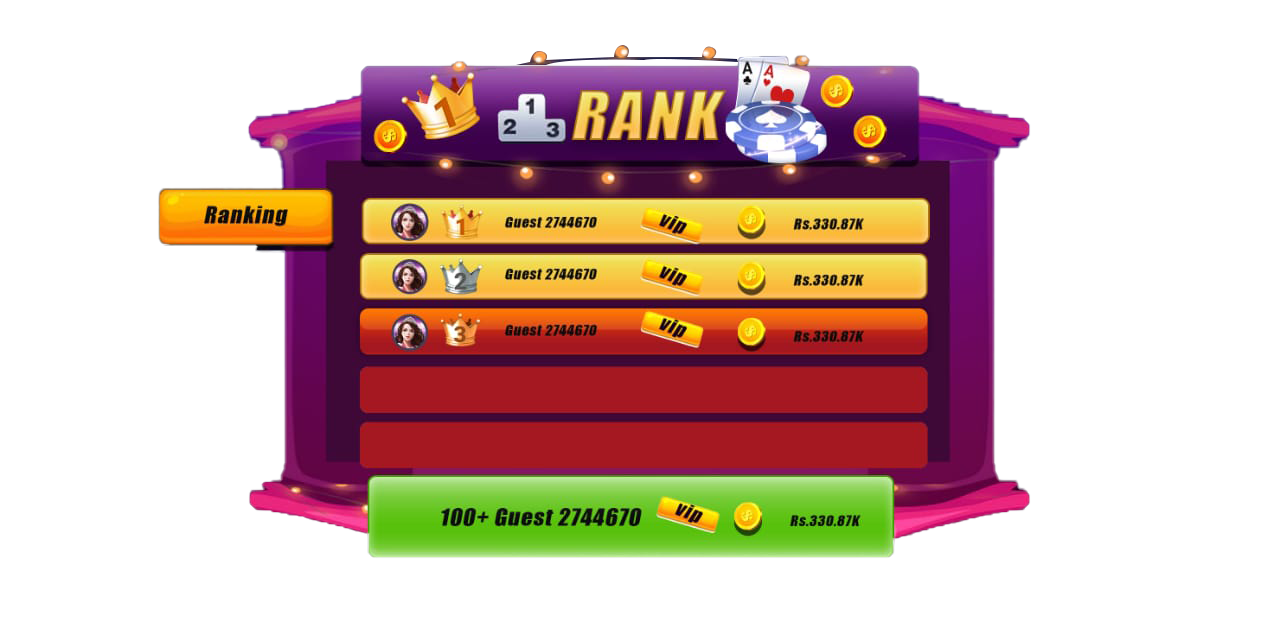 1
1
2 3
RANK
A A
Ranking
1 Guest 2744670 vip Rs.330.87K
2 Guest 2744670 vip Rs.330.87K
3 Guest 2744670 vip Rs.330.87K
100+ Guest 2744670 vip Rs.330.87K